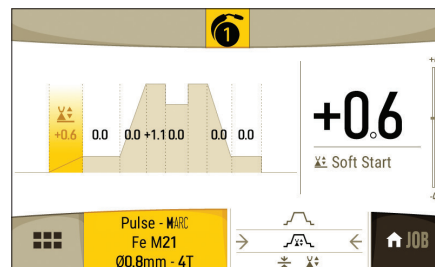 1
+0.6 0.0 0.0 +1.1 0.0 0.0 0.0
+0.6
Soft Start
Pulse - MARC
Fe M21
Ø0.8mm - 4T
JOB